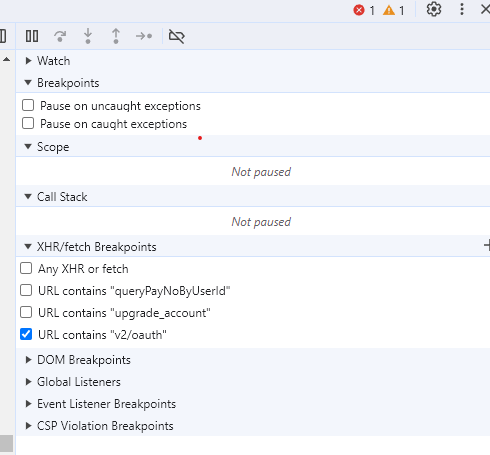 1 1
Watch
Breakpoints
Pause on uncaught exceptions
Pause on caught exceptions
Scope
Not paused
Call Stack
Not paused
XHR/fetch Breakpoints
Any XHR or fetch
URL contains "queryPayNoByUserId"
URL contains "upgrade_account"
URL contains "v2/oauth"
DOM Breakpoints
Global Listeners
Event Listener Breakpoints
CSP Violation Breakpoints